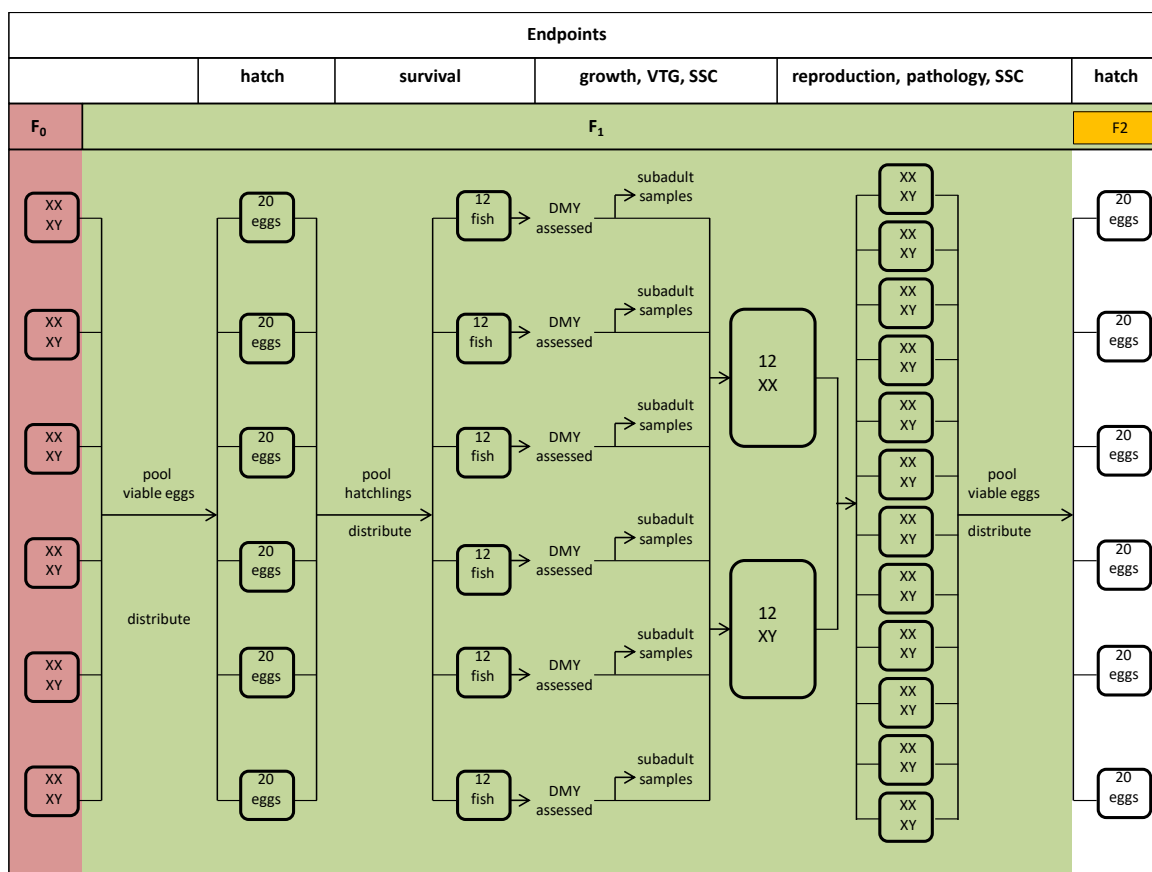 Endpoints
hatch
survival
growth, VTG, SSC
reproduction, pathology, SSC
hatch
F0
F1
F2
XX
XY
XX
XY
XX
XY
XX
XY
XX
XY
XX
XY
pool
viable eggs
distribute
20
eggs
20
eggs
20
eggs
20
eggs
20
eggs
20
eggs
pool
hatchlings
distribute
12
fish
12
fish
12
fish
12
fish
12
fish
12
fish
DMY
assessed
DMY
assessed
DMY
assessed
DMY
assessed
DMY
assessed
DMY
assessed
subadult
samples
subadult
samples
subadult
samples
subadult
samples
subadult
samples
subadult
samples
12
XX
12
XY
XX
XY
XX
XY
XX
XY
XX
XY
XX
XY
XX
XY
XX
XY
XX
XY
XX
XY
XX
XY
XX
XY
XX
XY
pool
viable eggs
distribute
20
eggs
20
eggs
20
eggs
20
eggs
20
eggs
20
eggs